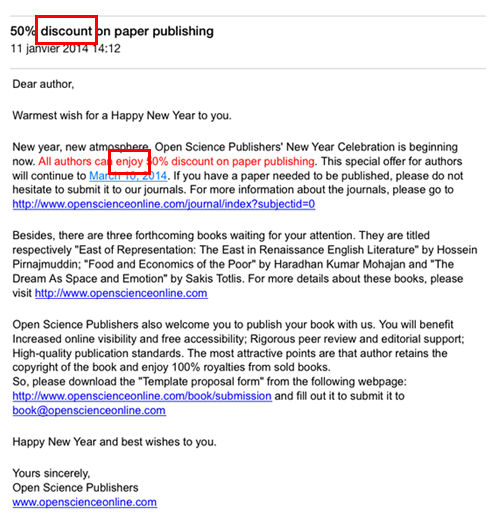 50% discount on paper publishing
11 janvier 2014 14:12
Dear author,
Warmest wish for a Happy New Year to you.
New year, new atmosphere, Open Science Publishers' New Year Celebration is beginning
now. All authors can enjoy 50% discount on paper publishing. This special offer for authors
will continue to March 10, 2014. If you have a paper needed to be published, please do not
hesitate to submit it to our journals. For more information about the journals, please go to
http://www.openscienceonline.com/journal/index?subjectid=0
Besides, there are three forthcoming books waiting for your attention. They are titled
respectively "East of Representation: The East in Renaissance English Literature" by Hossein
Pirnajmuddin; "Food and Economics of the Poor" by Haradhan Kumar Mohajan and "The
Dream As Space and Emotion" by Sakis Totlis. For more details about these books, please
visit http://www.openscienceonline.com
Open Science Publishers also welcome you to publish your book with us. You will benefit
Increased online visibility and free accessibility; Rigorous peer review and editorial support;
High-quality publication standards. The most attractive points are that author retains the
copyright of the book and enjoy 100% royalties from sold books.
So, please download the "Template proposal form" from the following webpage:
http://www.openscienceonline.com/book/submission and fill out it to submit it to
book@openscienceonline.com
Happy New Year and best wishes to you.
Yours sincerely,
Open Science Publishers
www.openscienceonline.com